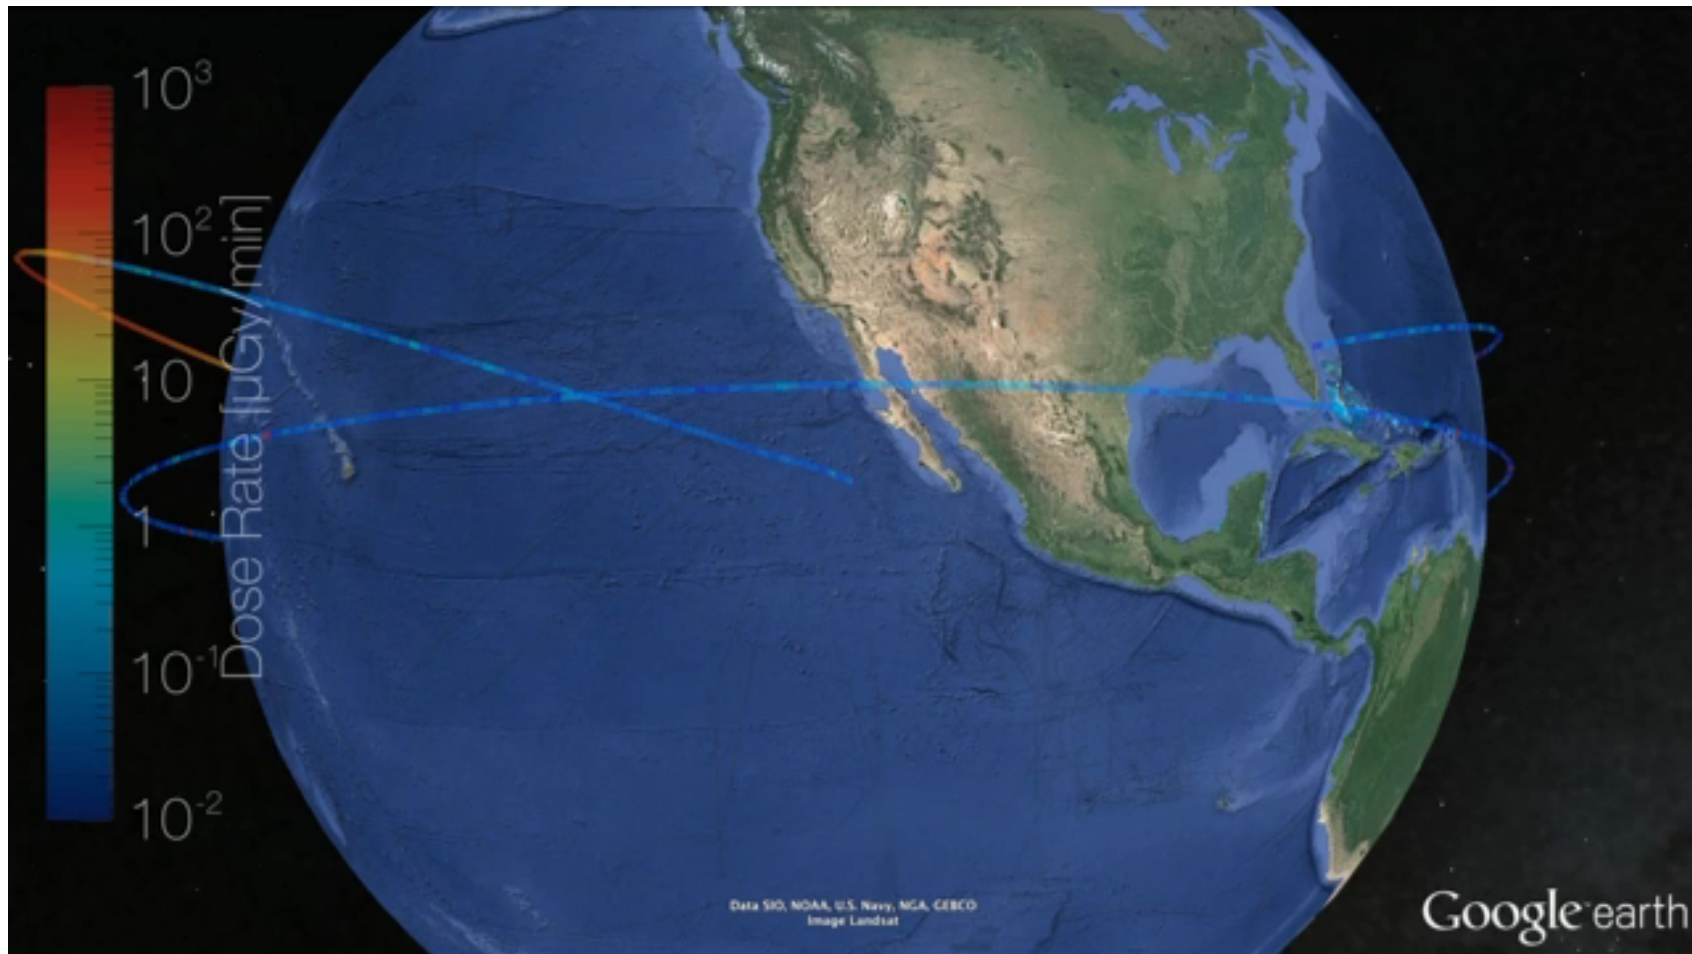 10³
10²
10
1
10⁻¹
10⁻²
Dose Rate [µGy/min]
Data SIO, NOAA, U.S. Navy, NGA, GEBCO
Image Landsat
Google earth